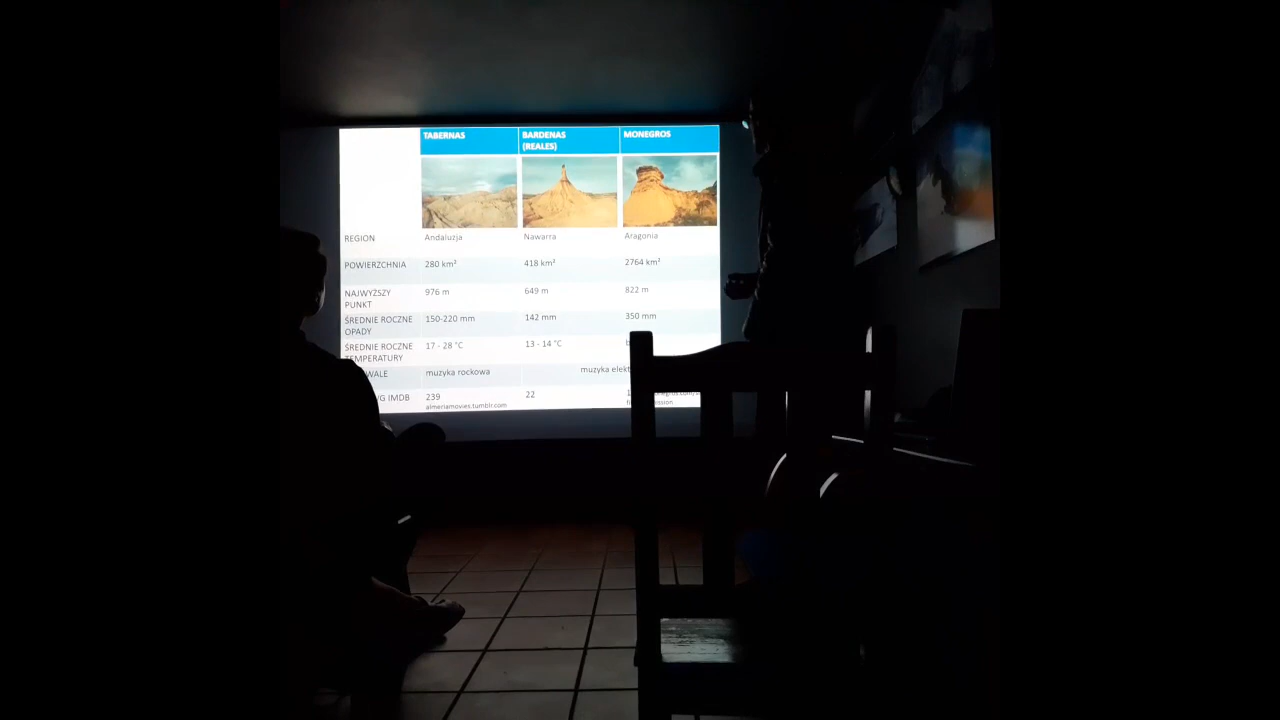 TABERNAS BARDENAS MONEGROS
(REALES)
REGION Andaluzja Nawarra Aragonia
POWIERZCHNIA 280 km² 418 km² 2764 km²
NAJWYŻSZY 976 m 649 m 822 m
PUNKT
ŚREDNIE ROCZNE 150-220 mm 142 mm 350 mm
OPADY
ŚREDNIE ROCZNE 17 - 28 °C 13 - 14 °C
TEMPERATURY
muzyka rockowa muzyka
IMDB 239 22
almeriamovies.tumblr.com